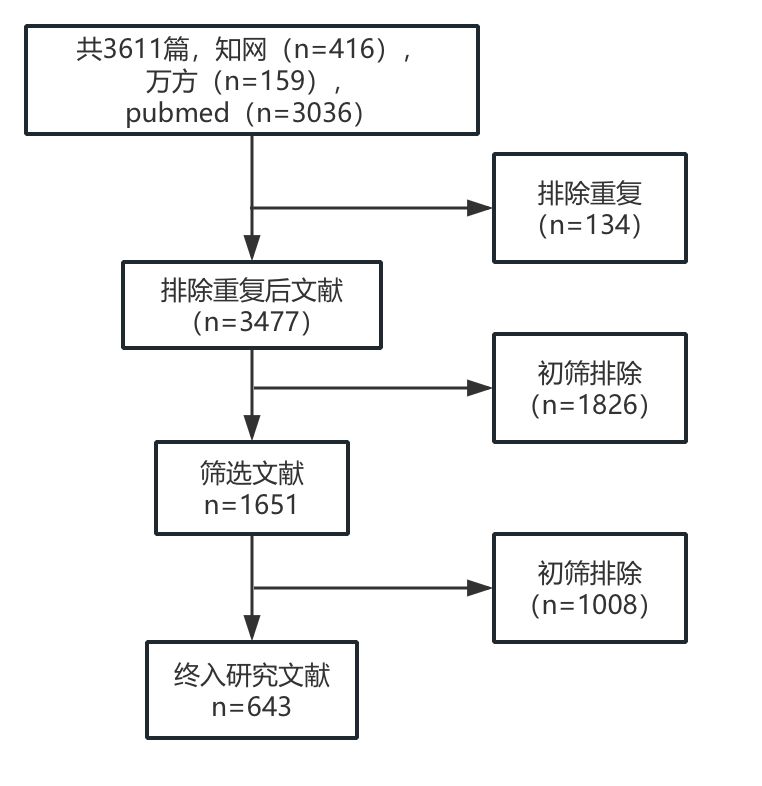 共3611篇，知网（n=416），
万方（n=159），
pubmed（n=3036）
排除重复
（n=134）
排除重复后文献
（n=3477）
初筛排除
（n=1826）
筛选文献
n=1651
初筛排除
（n=1008）
终入研究文献
n=643